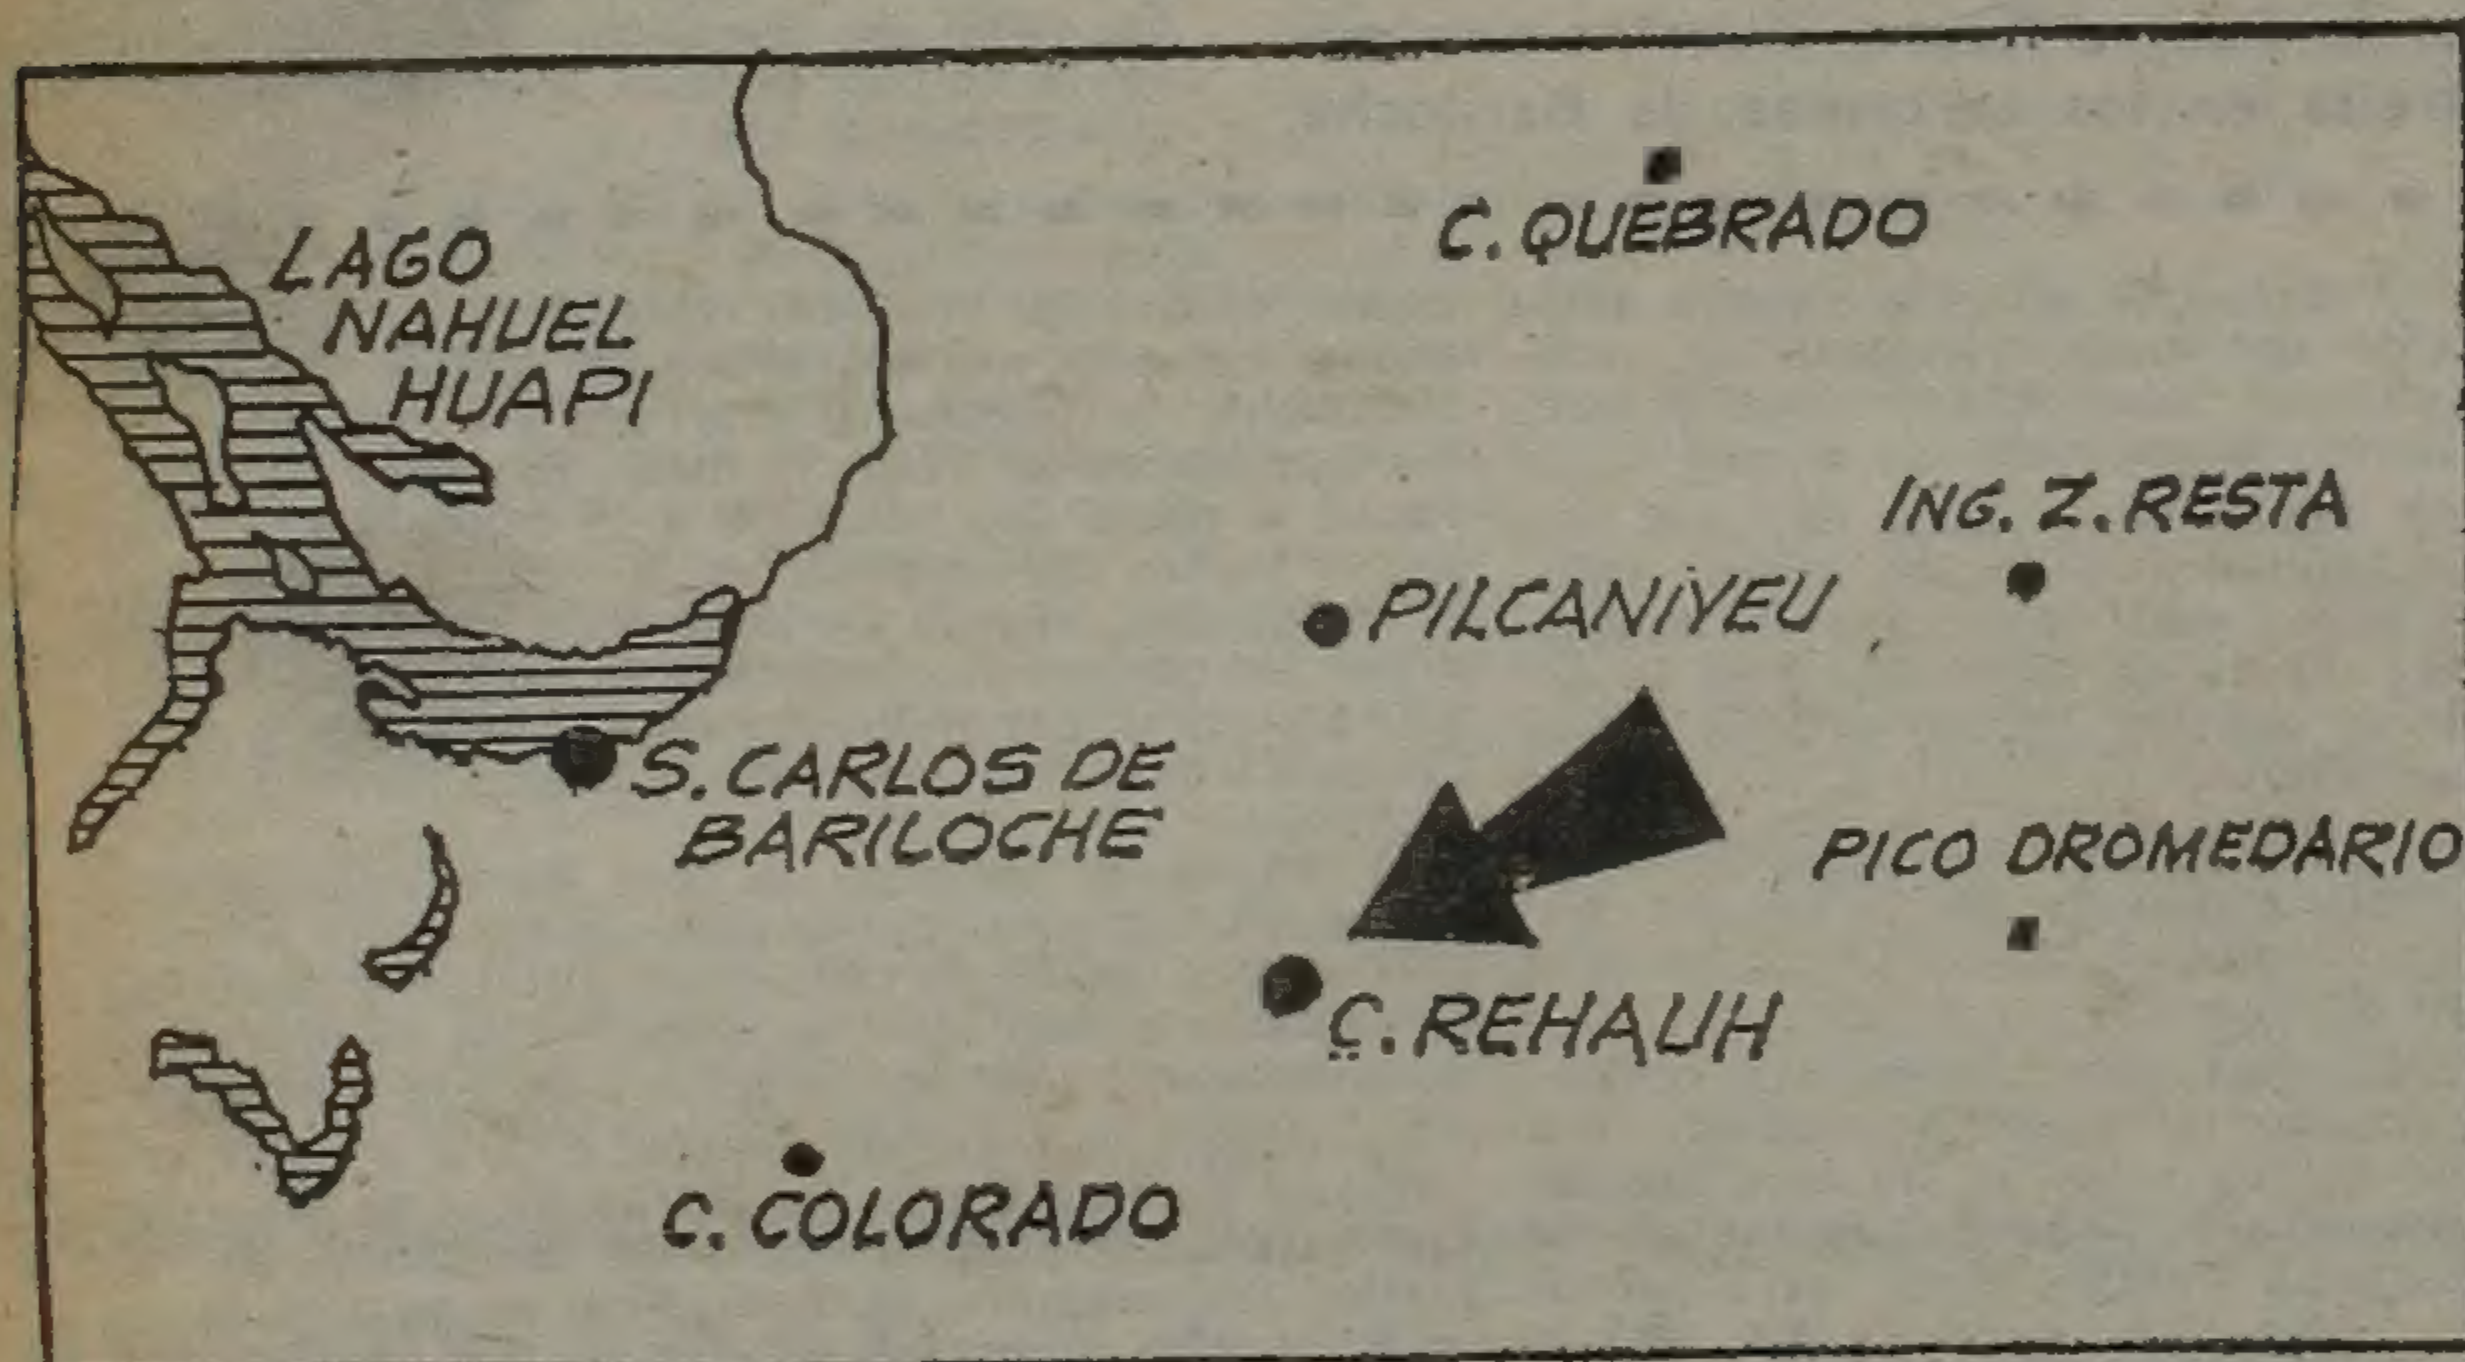 C. QUEBRADO
LAGO
NAHUEL
HUAPI
ING. Z. RESTA
PILCANIYEU
S. CARLOS DE
BARILOCHE
PICO DROMEDARIO
C. REHAUH
C. COLORADO